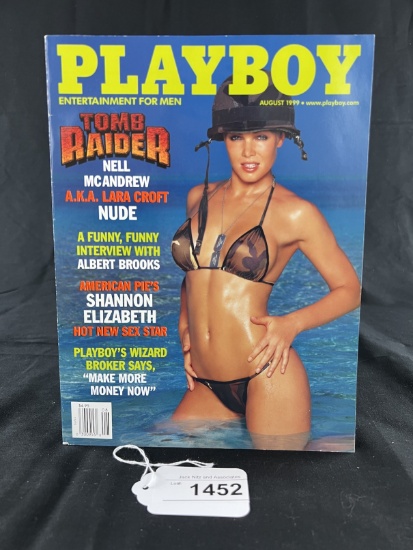 PLAYBOY
ENTERTAINMENT FOR MEN
AUGUST 1999 • www.playboy.com
TOMB
RAIDER
NELL
MCANDREW
A.K.A. LARA CROFT
NUDE
A FUNNY, FUNNY
INTERVIEW WITH
ALBERT BROOKS
AMERICAN PIE'S
SHANNON
ELIZABETH
HOT NEW SEX STAR
PLAYBOY'S WIZARD
BROKER SAYS,
"MAKE MORE
MONEY NOW"
Lot#
1452